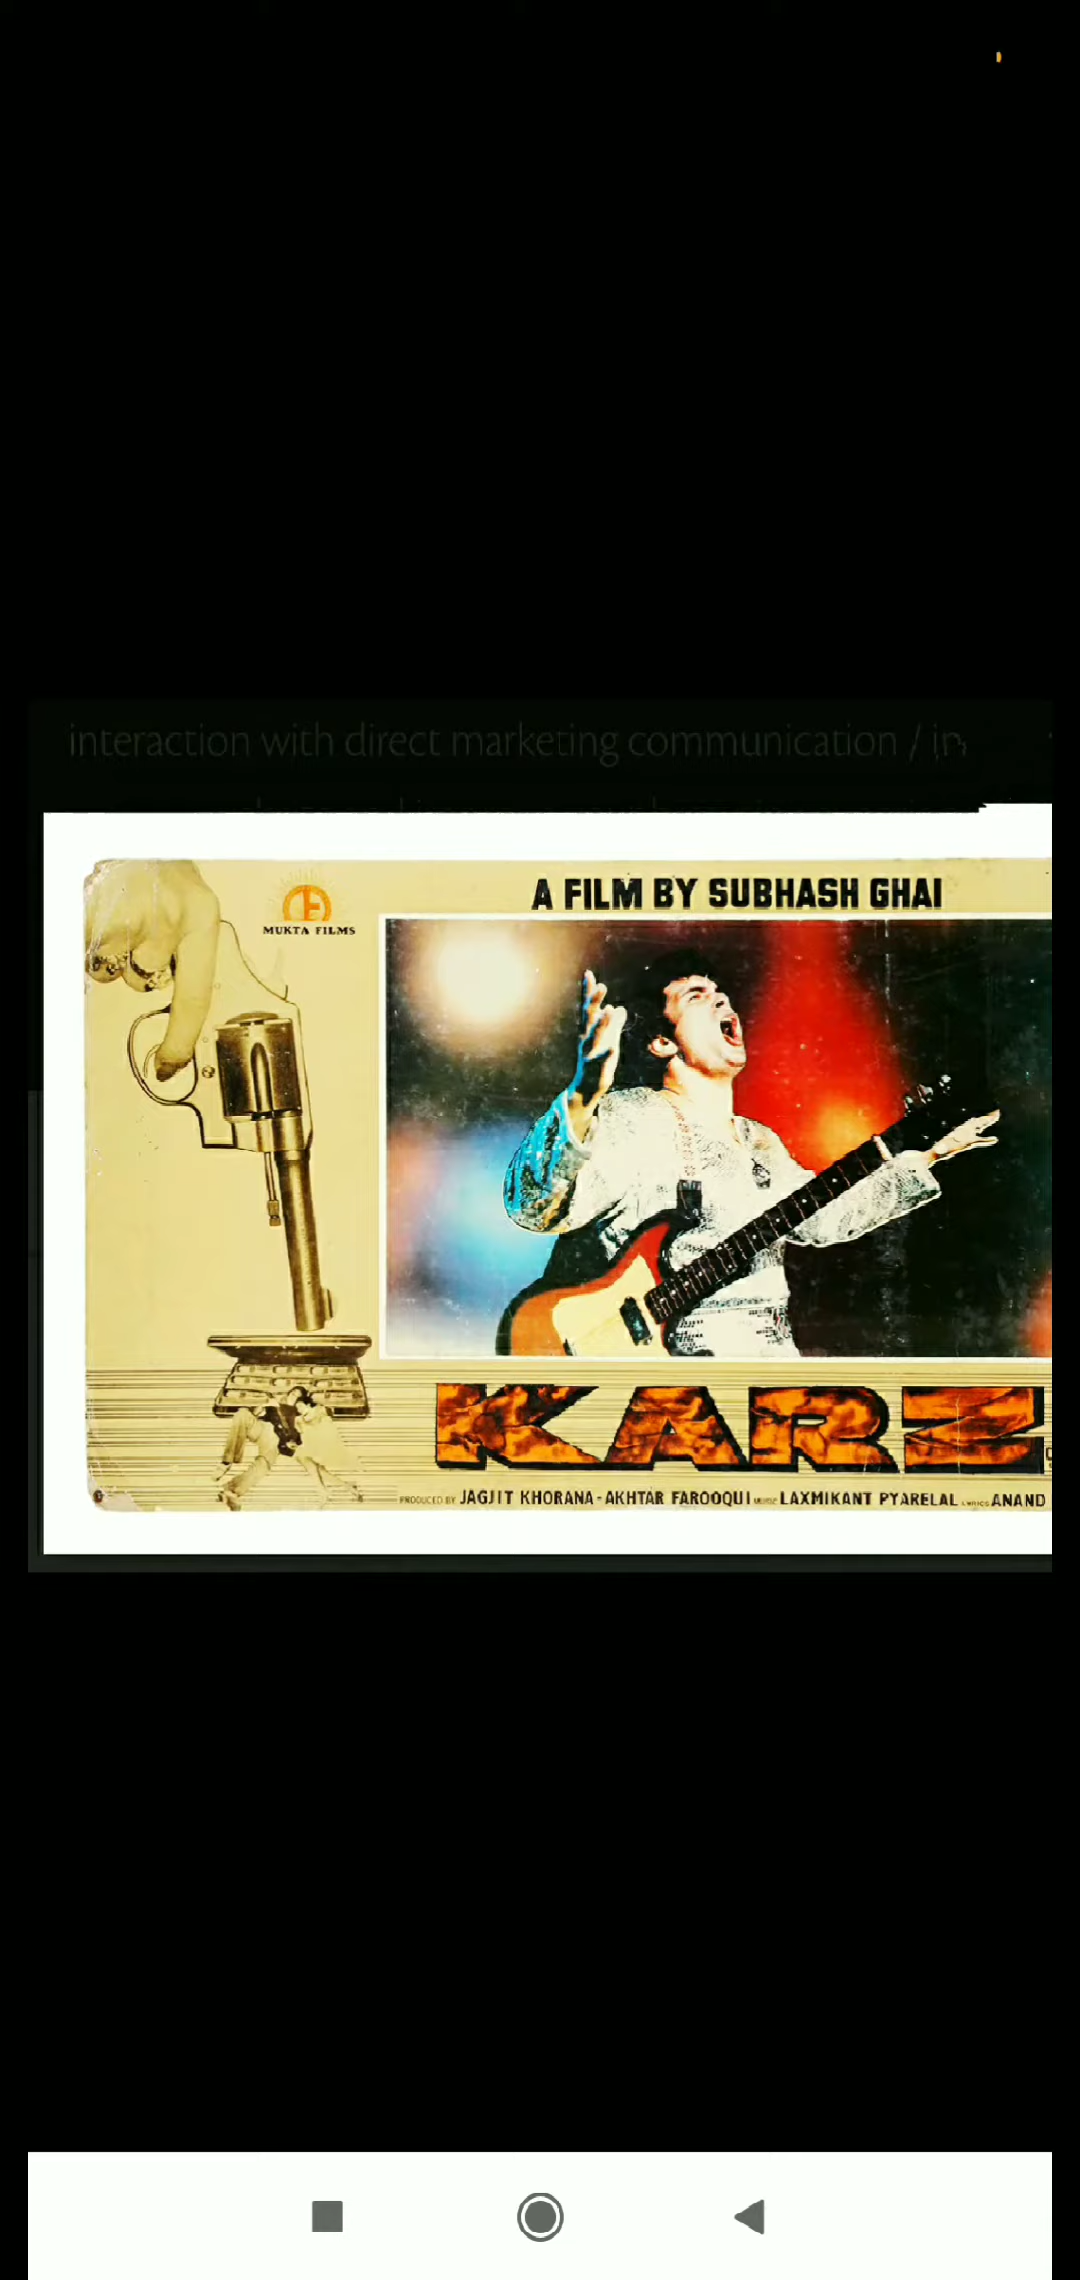 interaction with direct marketing communication / in
A FILM BY SUBHASH GHAI
MUKTA FILMS
KARZ
PRODUCED BY JAGJIT KHORANA - AKHTAR FAROOQUI MUSIC LAXMIKANT PYARELAL LYRICS ANAND